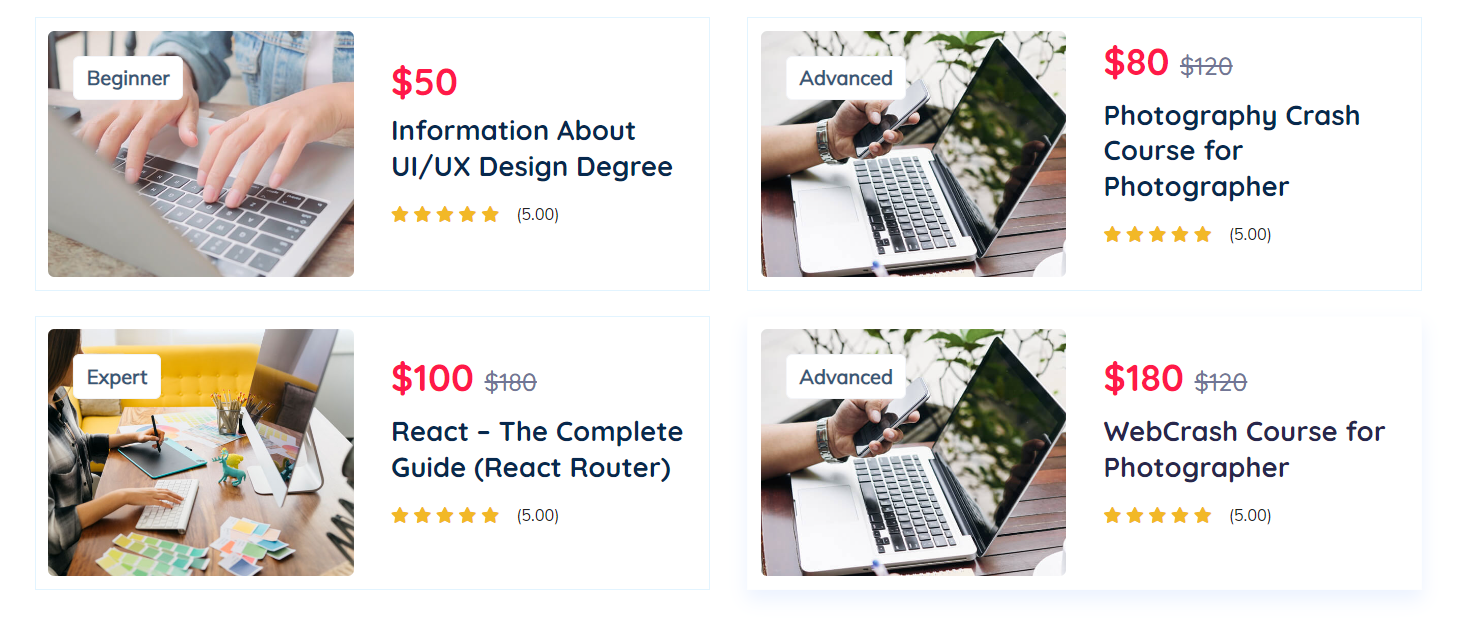 Beginner
$50
Information About
UI/UX Design Degree
(5.00)
Advanced
$80 $120
Photography Crash
Course for
Photographer
(5.00)
Expert
$100 $180
React – The Complete
Guide (React Router)
(5.00)
Advanced
$180 $120
WebCrash Course for
Photographer
(5.00)